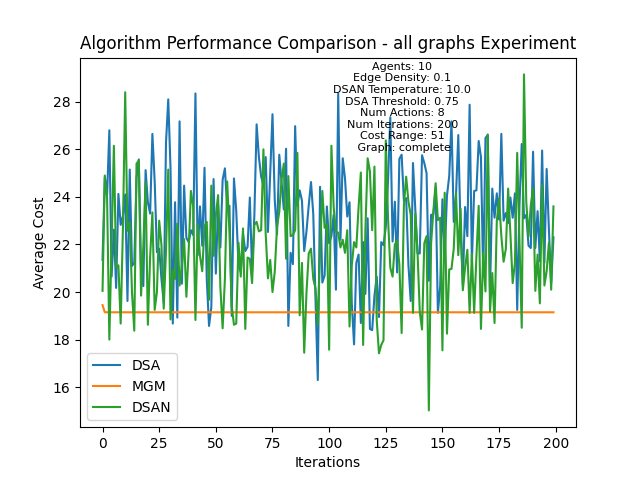 Algorithm Performance Comparison - all graphs Experiment
Agents: 10
Edge Density: 0.1
DSAN Temperature: 10.0
DSA Threshold: 0.75
Num Actions: 8
Num Iterations: 200
Cost Range: 51
Graph: complete
28
26
24
22
20
18
16
Average Cost
DSA
MGM
DSAN
0 25 50 75 100 125 150 175 200
Iterations